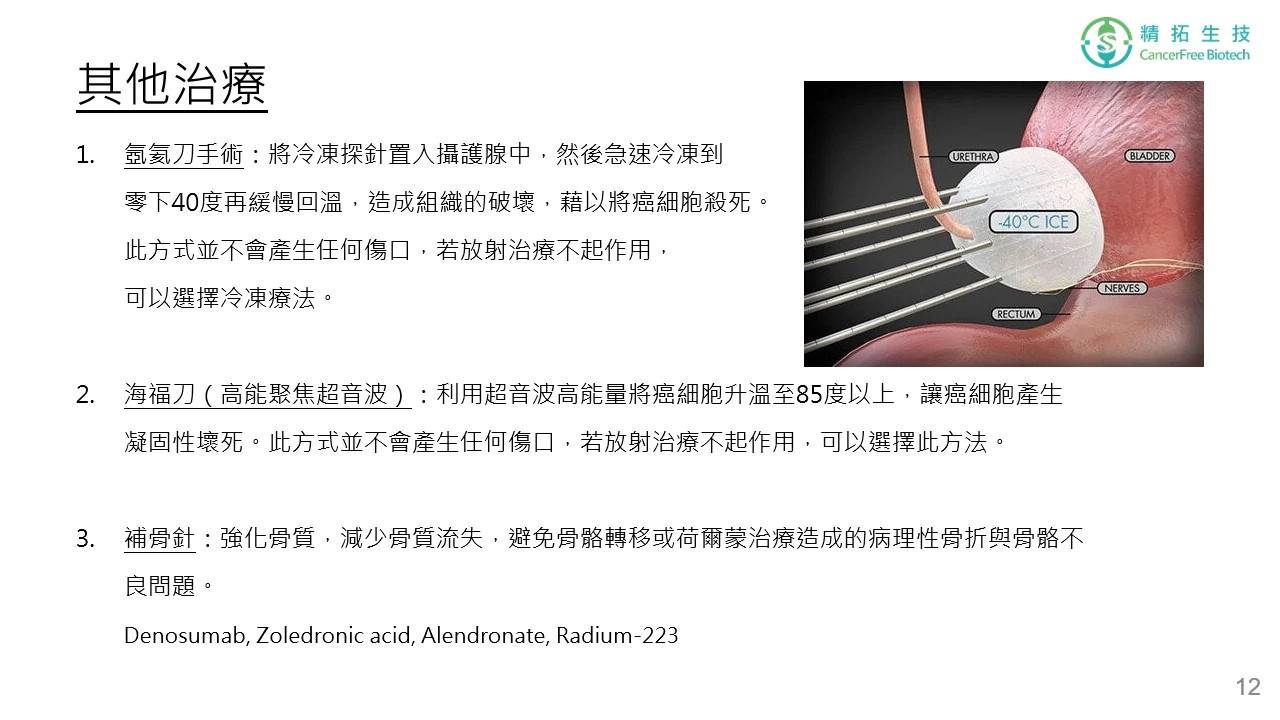 精拓生技
CancerFree Biotech
其他治療
1. 氬氦刀手術：將冷凍探針置入攝護腺中，然後急速冷凍到
零下40度再緩慢回溫，造成組織的破壞，藉以將癌細胞殺死。
此方式並不會產生任何傷口，若放射治療不起作用，
可以選擇冷凍療法。
URETHRA
BLADDER
-40°C ICE
NERVES
RECTUM
2. 海福刀（高能聚焦超音波）：利用超音波高能量將癌細胞升溫至85度以上，讓癌細胞產生
凝固性壞死。此方式並不會產生任何傷口，若放射治療不起作用，可以選擇此方法。
3. 補骨針：強化骨質，減少骨質流失，避免骨骼轉移或荷爾蒙治療造成的病理性骨折與骨骼不
良問題。
Denosumab, Zoledronic acid, Alendronate, Radium-223
12